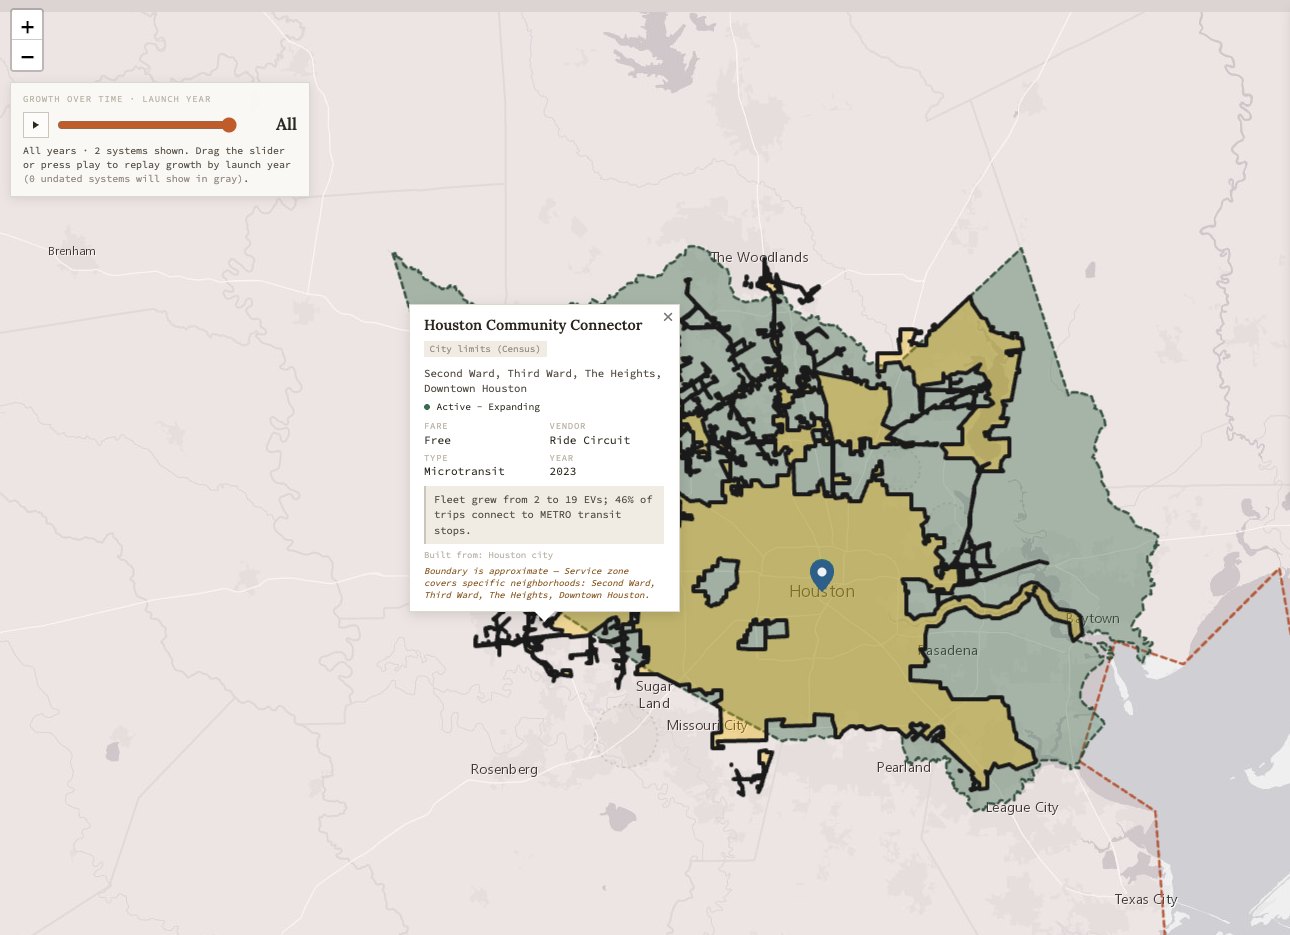 +
−
GROWTH OVER TIME · LAUNCH YEAR
All
All years · 2 systems shown. Drag the slider
or press play to replay growth by launch year
(0 undated systems will show in gray).
Brenham
The Woodlands
Houston Community Connector
×
City limits (Census)
Second Ward, Third Ward, The Heights,
Downtown Houston
Active – Expanding
FARE
VENDOR
Free
Ride Circuit
TYPE
YEAR
Microtransit
2023
Fleet grew from 2 to 19 EVs; 46% of
trips connect to METRO transit
stops.
Built from: Houston city
Boundary is approximate — Service zone
covers specific neighborhoods: Second Ward,
Third Ward, The Heights, Downtown Houston.
Houston
Baytown
Pasadena
Sugar
Land
Missouri City
Rosenberg
Pearland
League City
Texas City